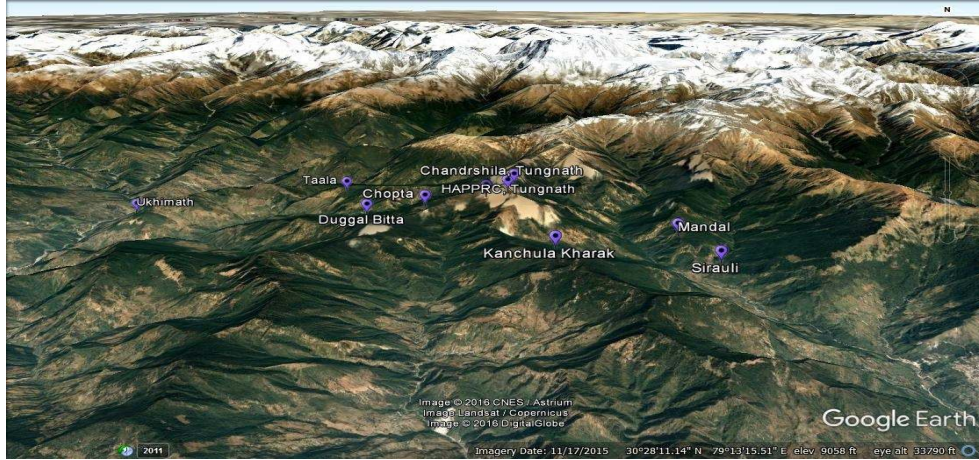 N
Chandrshila, Tungnath
Taala
HAPPRC, Tungnath
Chopta
Ukhimath
Duggal Bitta
Mandal
Kanchula Kharak
Sirauli
Image © 2016 CNES / Astrium
Image Landsat / Copernicus
Image © 2016 DigitalGlobe
Google Earth
2011
Imagery Date: 11/17/2015 30°28'11.14" N 79°13'15.51" E elev 9058 ft eye alt 33790 ft